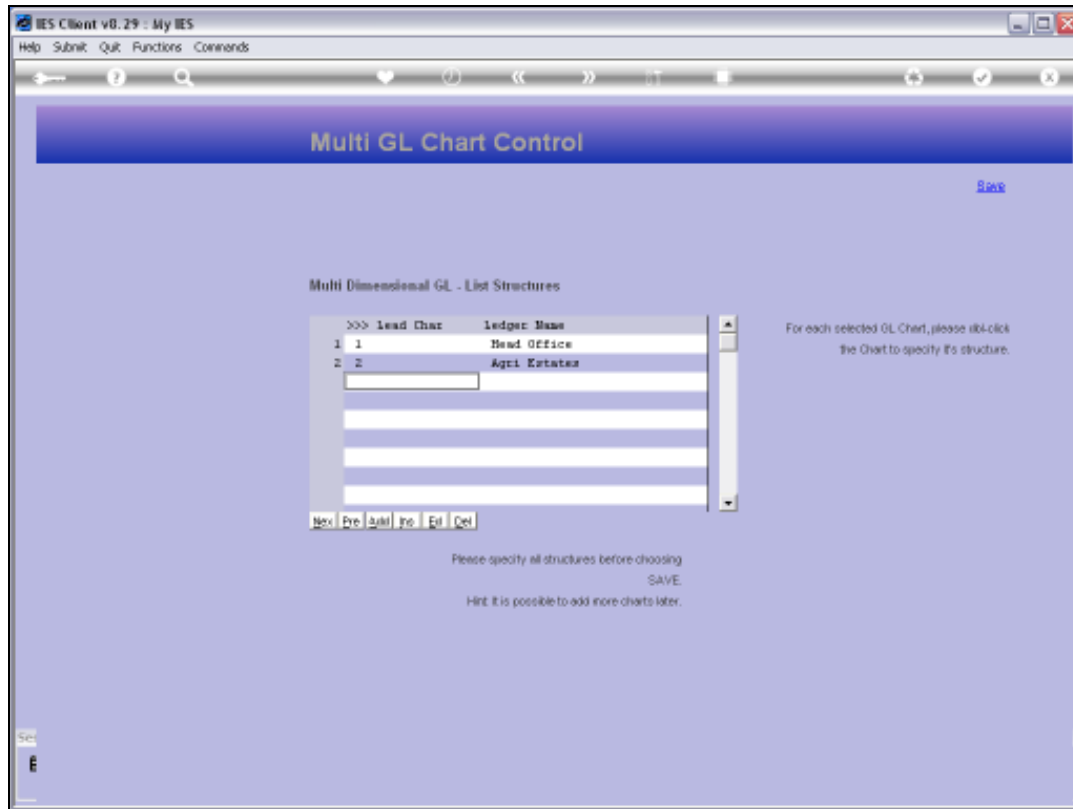 IES Client v8.29 : My IES
Help Submit Quit Functions Commands
Multi GL Chart Control
Save
Multi Dimensional GL - List Structures
>>> Lead Char Ledger Name
1 1 Head Office
2 2 Agri Estates
For each selected GL Chart, please dbl-click
the Chart to specify it's structure.
Nex Pre Add Ins Del
Please specify all structures before choosing
SAVE.
Hint: It is possible to add more charts later.